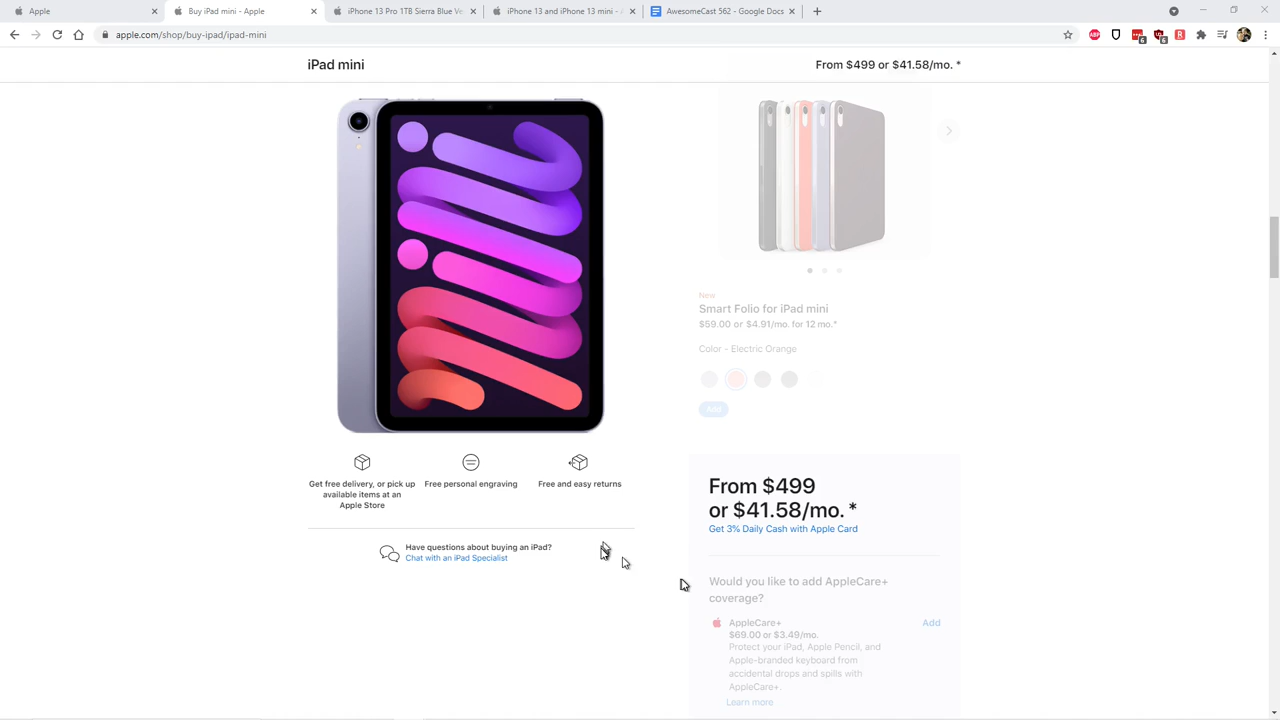 Apple
Buy iPad mini - Apple
iPhone 13 Pro 1TB Sierra Blue Ve
iPhone 13 and iPhone 13 mini -
AwesomeCast 562 - Google Docs
apple.com/shop/buy-ipad/ipad-mini
ABP
6
6
iPad mini
From $499 or $41.58/mo. *
New
Smart Folio for iPad mini
$59.00 or $4.91/mo. for 12 mo.*
Color - Electric Orange
Add
Get free delivery, or pick up
available items at an
Apple Store
Free personal engraving
Free and easy returns
Have questions about buying an iPad?
Chat with an iPad Specialist
From $499
or $41.58/mo. *
Get 3% Daily Cash with Apple Card
Would you like to add AppleCare+
coverage?
AppleCare+
Add
$69.00 or $3.49/mo.
Protect your iPad, Apple Pencil, and
Apple-branded keyboard from
accidental drops and spills with
AppleCare+.
Learn more